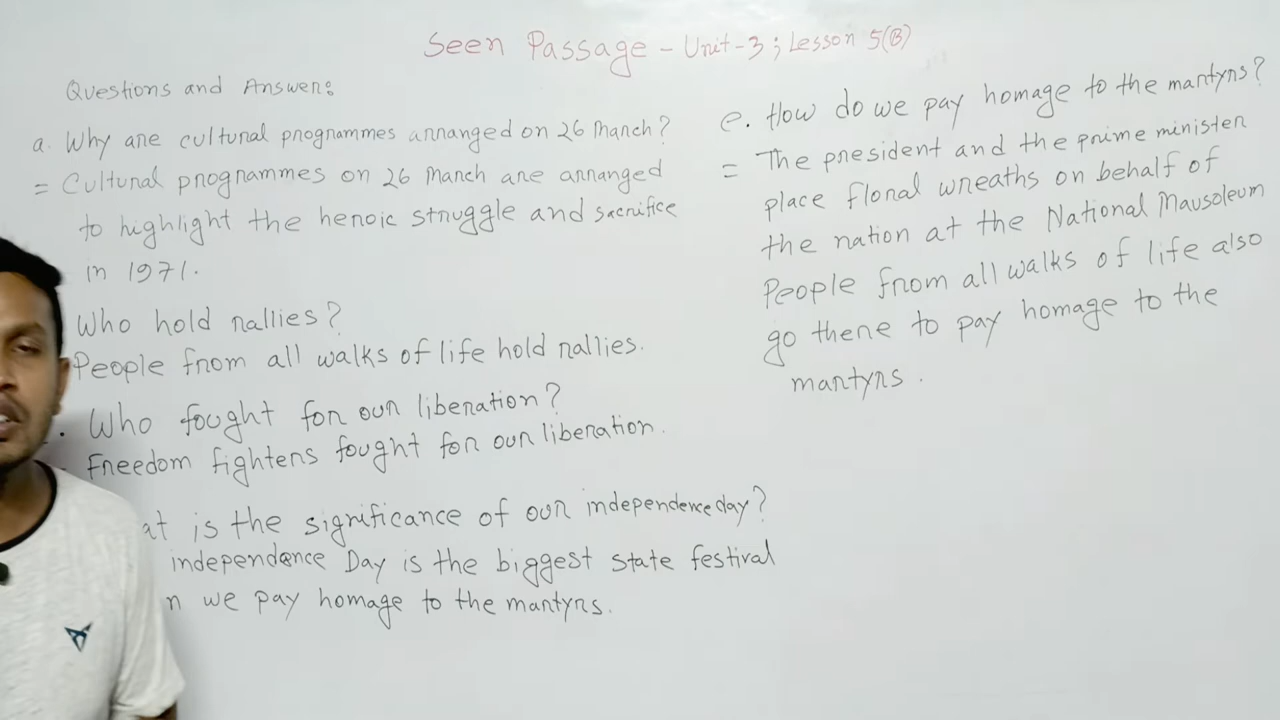 Seen Passage - Unit-3; Lesson 5(B)
Questions and Answer:
a. Why are cultural programmes arranged on 26 March?
= Cultural programmes on 26 March are arranged
to highlight the heroic struggle and sacrifice
in 1971.
Who hold rallies?
People from all walks of life hold rallies.
. Who fought for our liberation?
Freedom fighters fought for our liberation.
at is the significance of our independence day?
independence Day is the biggest state festival
n we pay homage to the martyrs.
e. How do we pay homage to the martyrs?
= The president and the prime minister
place floral wreaths on behalf of
the nation at the National Mausoleum
People from all walks of life also
go there to pay homage to the
martyrs.